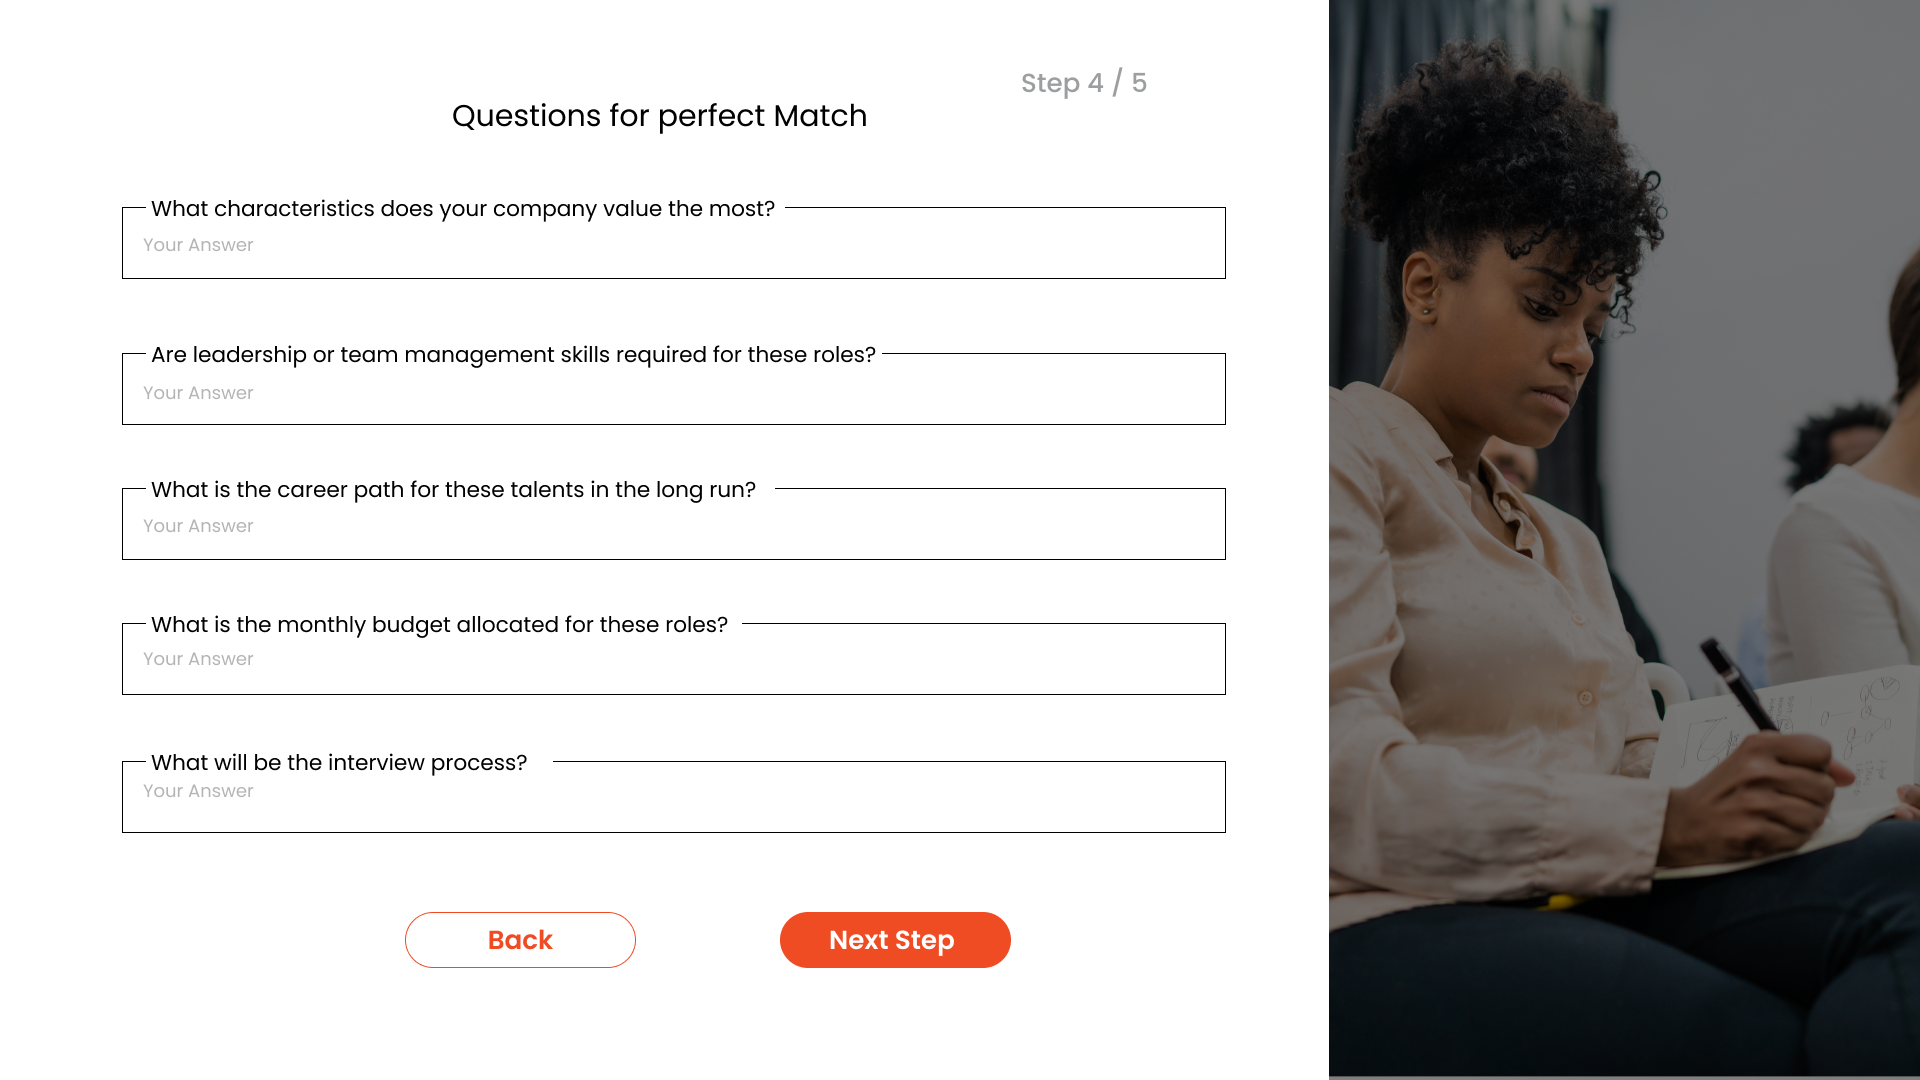 Step 4 / 5
Questions for perfect Match
What characteristics does your company value the most?
Your Answer
Are leadership or team management skills required for these roles?
Your Answer
What is the career path for these talents in the long run?
Your Answer
What is the monthly budget allocated for these roles?
Your Answer
What will be the interview process?
Your Answer
Back
Next Step